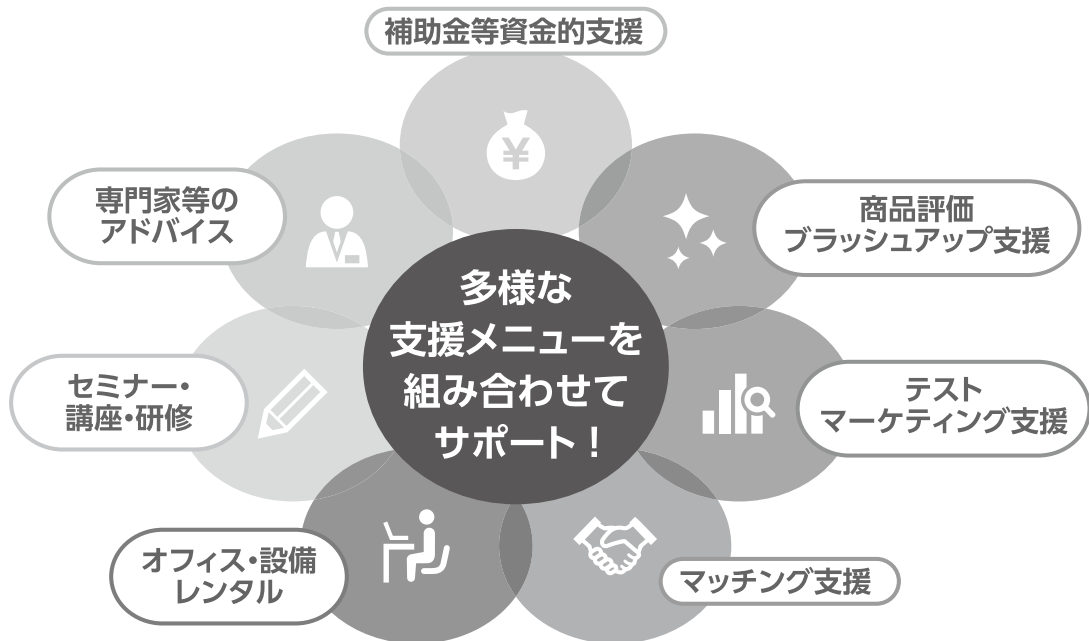 補助金等資金的支援
¥
専門家等の
アドバイス
商品評価
ブラッシュアップ支援
多様な
支援メニューを
組み合わせて
サポート！
セミナー・
講座・研修
テスト
マーケティング支援
オフィス・設備
レンタル
マッチング支援